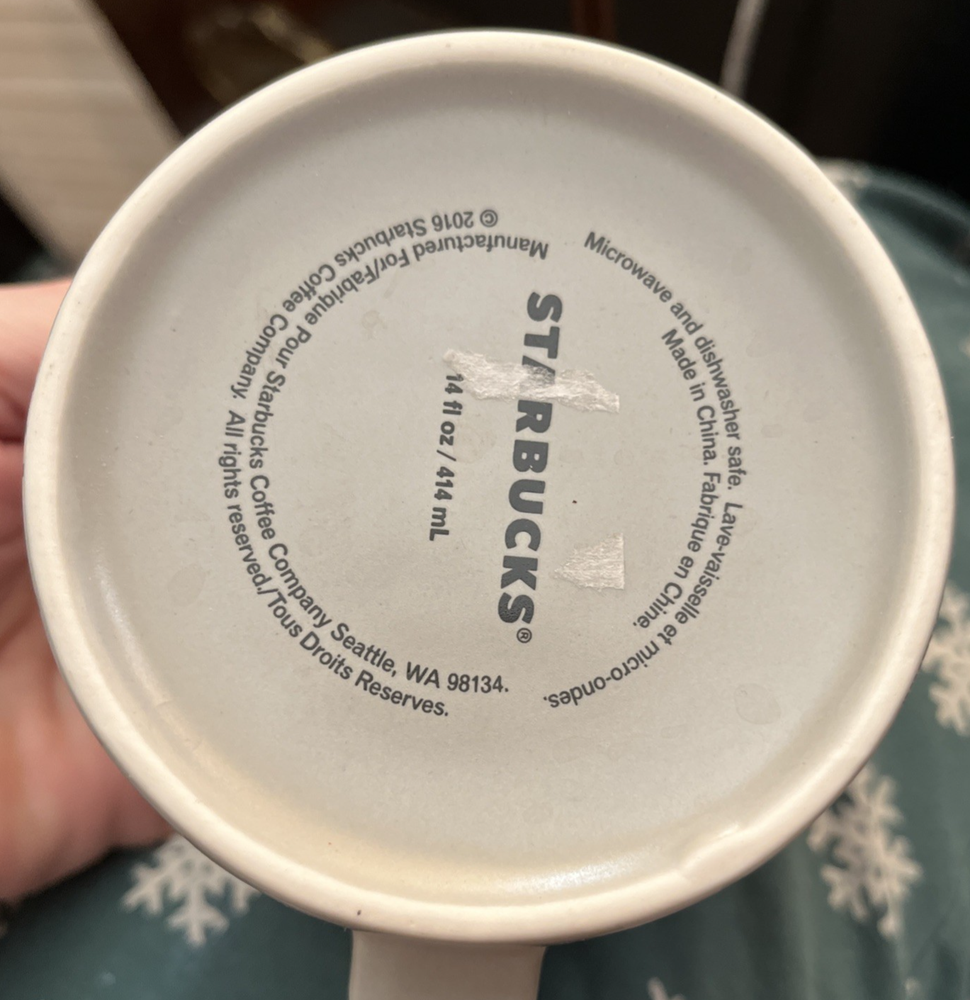 Microwave and dishwasher safe. Lave-vaisselle et micro-ondes.
Made in China. Fabrique en Chine.
STARBUCKS®
14 fl oz / 414 mL
Manufactured For/Fabrique Pour Starbucks Coffee Company Seattle, WA 98134.
© 2016 Starbucks Coffee Company. All rights reserved./Tous Droits Reserves.